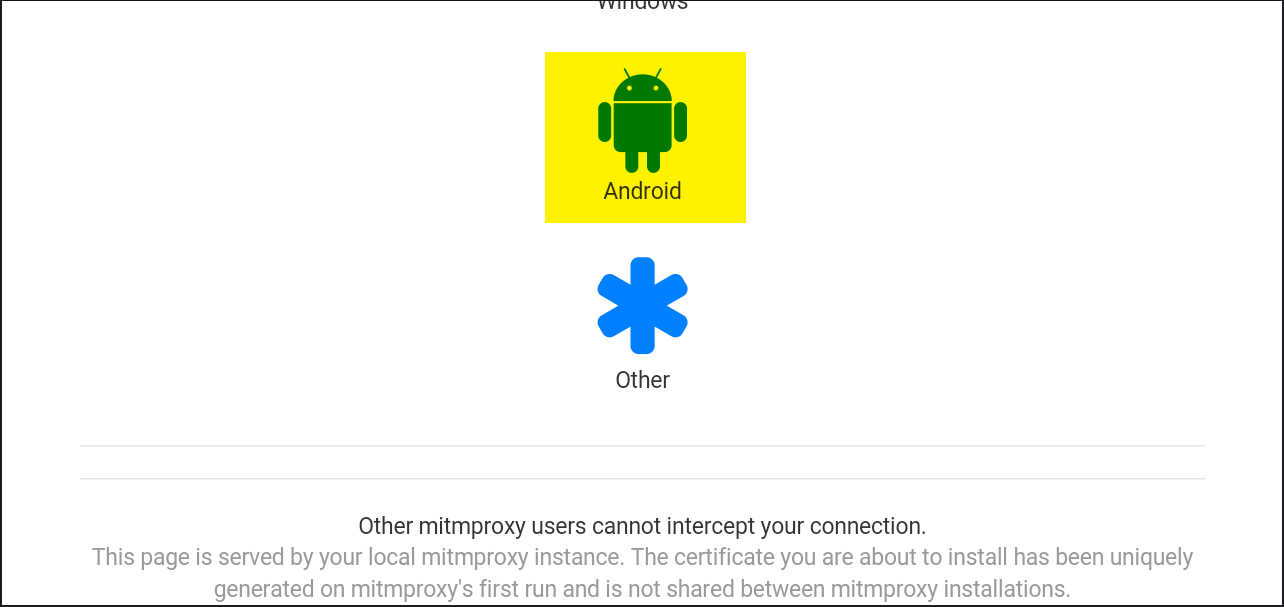 Windows
Android
Other
Other mitmproxy users cannot intercept your connection.
This page is served by your local mitmproxy instance. The certificate you are about to install has been uniquely
generated on mitmproxy's first run and is not shared between mitmproxy installations.